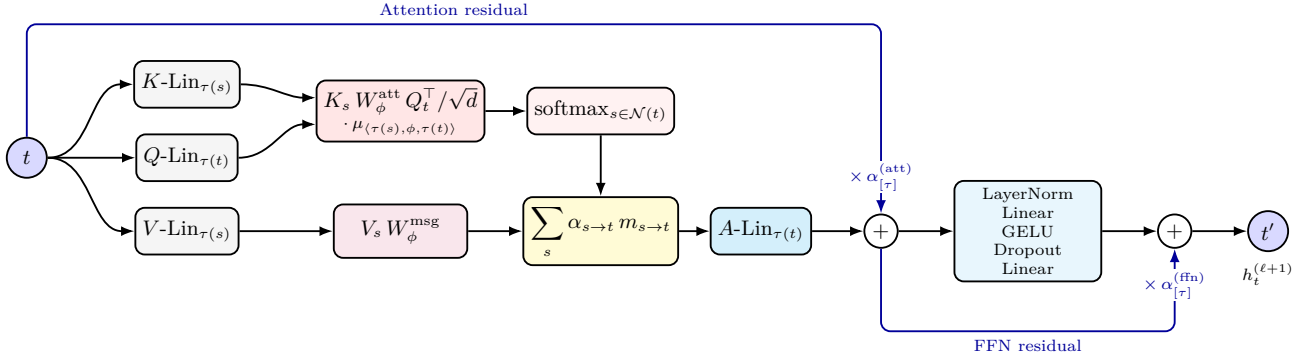 Attention residual
K-Lin_{τ(s)}
K_s W_ϕ^{att} Q_t^⊤/√d
· μ_{⟨τ(s),ϕ,τ(t)⟩}
softmax_{s∈𝒩(t)}
t
Q-Lin_{τ(t)}
× α_{[τ]}^{(att)}
V-Lin_{τ(s)}
V_s W_ϕ^{msg}
∑_s α_{s→t} m_{s→t}
A-Lin_{τ(t)}
+
LayerNorm
Linear
GELU
Dropout
Linear
+
t′
h_t^{(ℓ+1)}
× α_{[τ]}^{(ffn)}
FFN residual